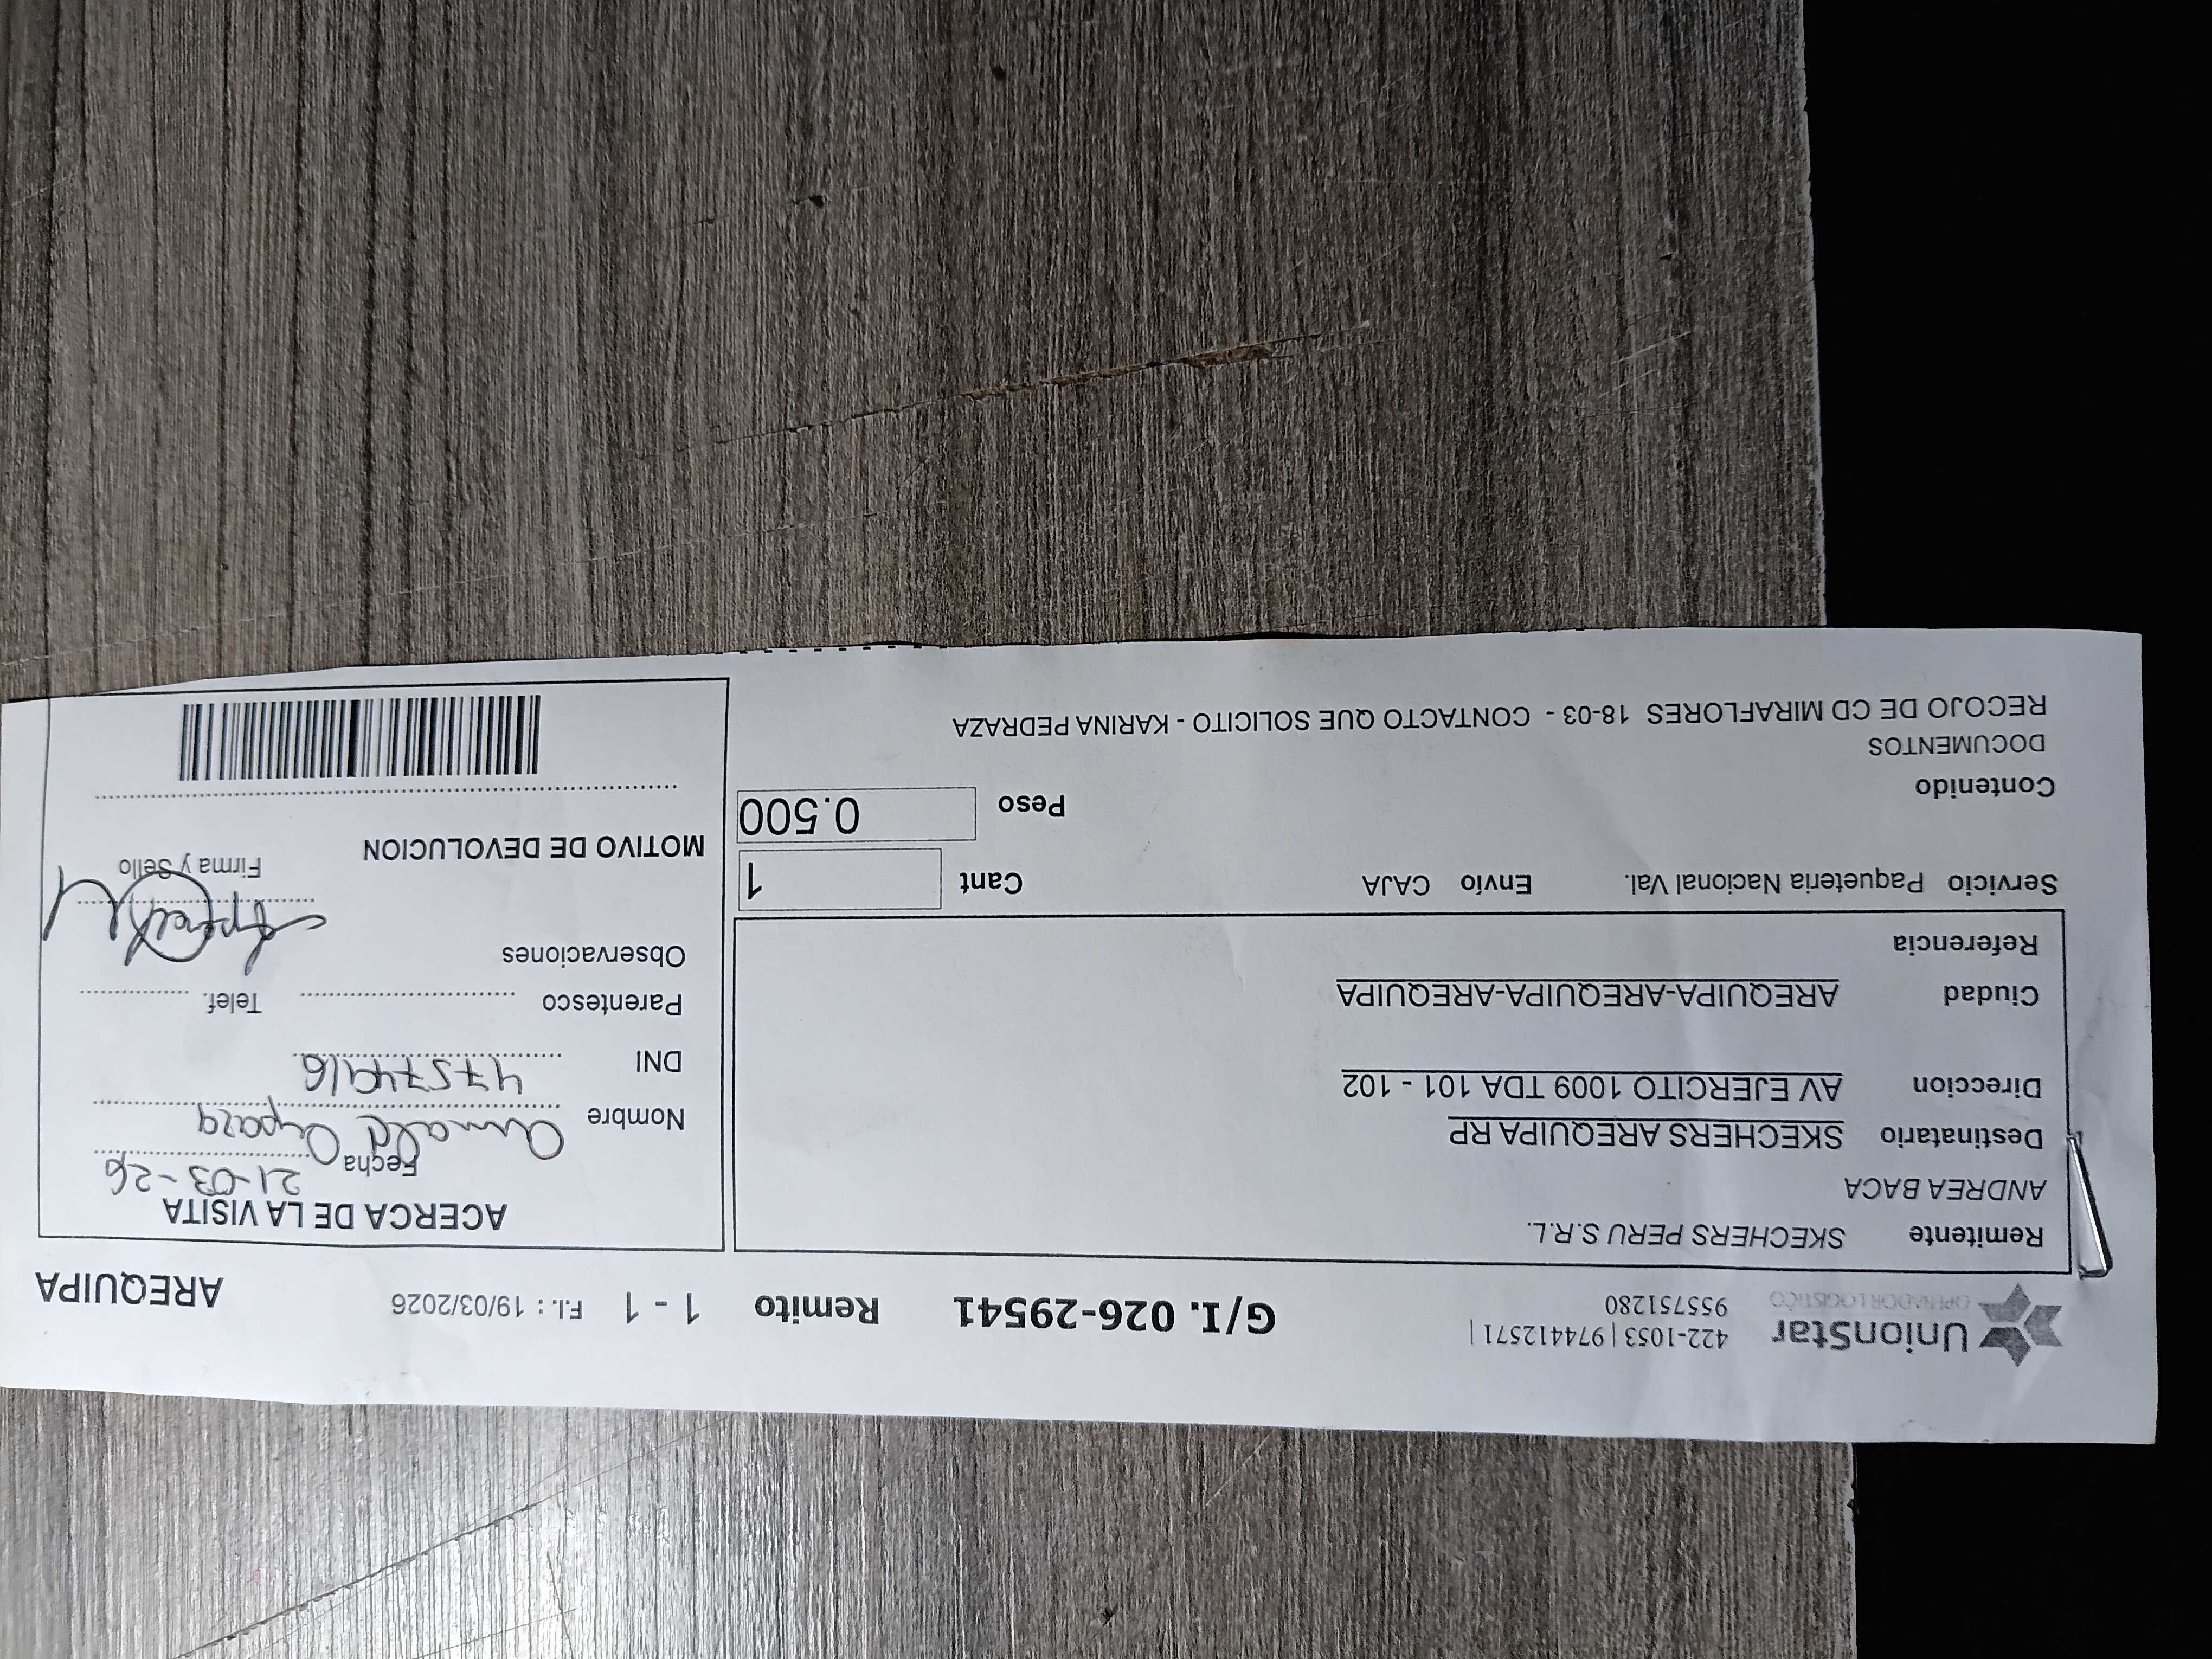 UnionStar
OPERADOR LOGISTICO
422-1053 | 974412571 |
955751280
G/I. 026-29541 Remito 1 - 1 F.I. : 19/03/2026 AREQUIPA
Remitente SKECHERS PERU S.R.L.
ANDREA BACA
Destinatario SKECHERS AREQUIPA RP
Direccion AV EJERCITO 1009 TDA 101 - 102
Ciudad AREQUIPA-AREQUIPA-AREQUIPA
Referencia
Servicio Paqueteria Nacional Val. Envío CAJA Cant 1
Contenido Peso 0.500
DOCUMENTOS
RECOJO DE CD MIRAFLORES 18-03 - CONTACTO QUE SOLICITO - KARINA PEDRAZA
ACERCA DE LA VISITA
Fecha 21-03-26
Nombre Apaza
DNI
Parentesco Telef.
Observaciones
Firma y Sello
MOTIVO DE DEVOLUCION